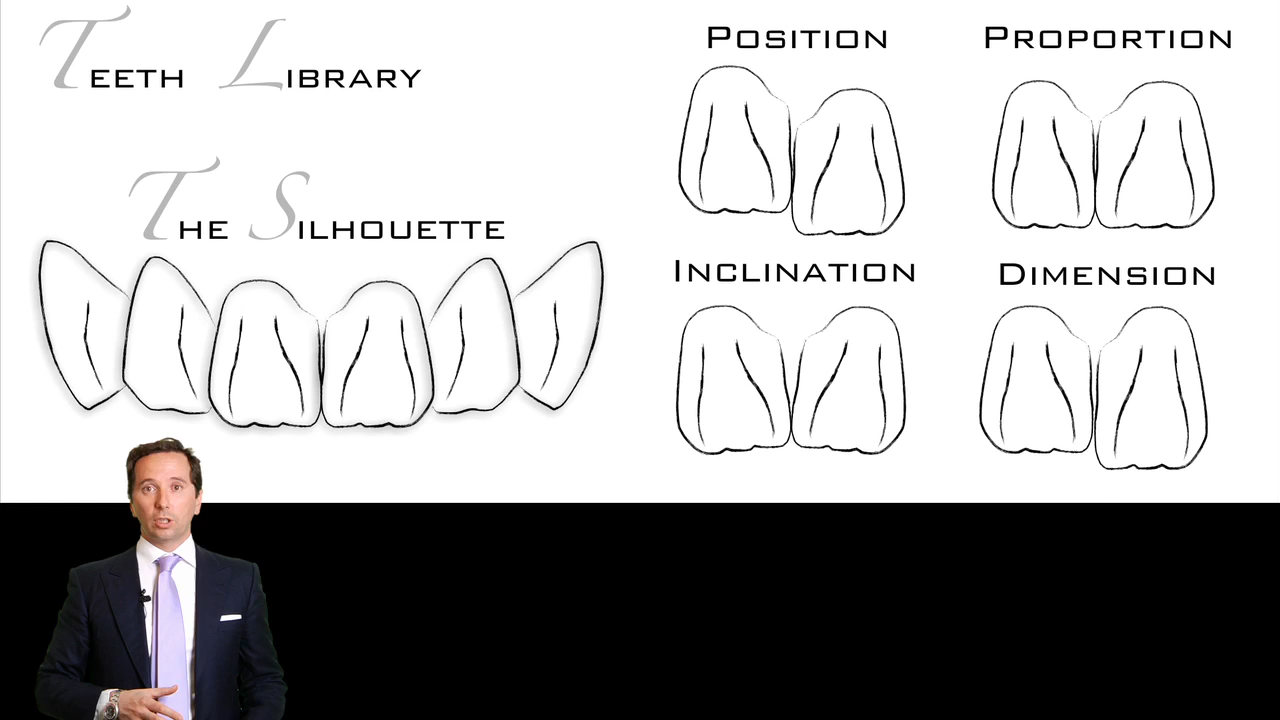 Teeth Library
The Silhouette
Position
Proportion
Inclination
Dimension